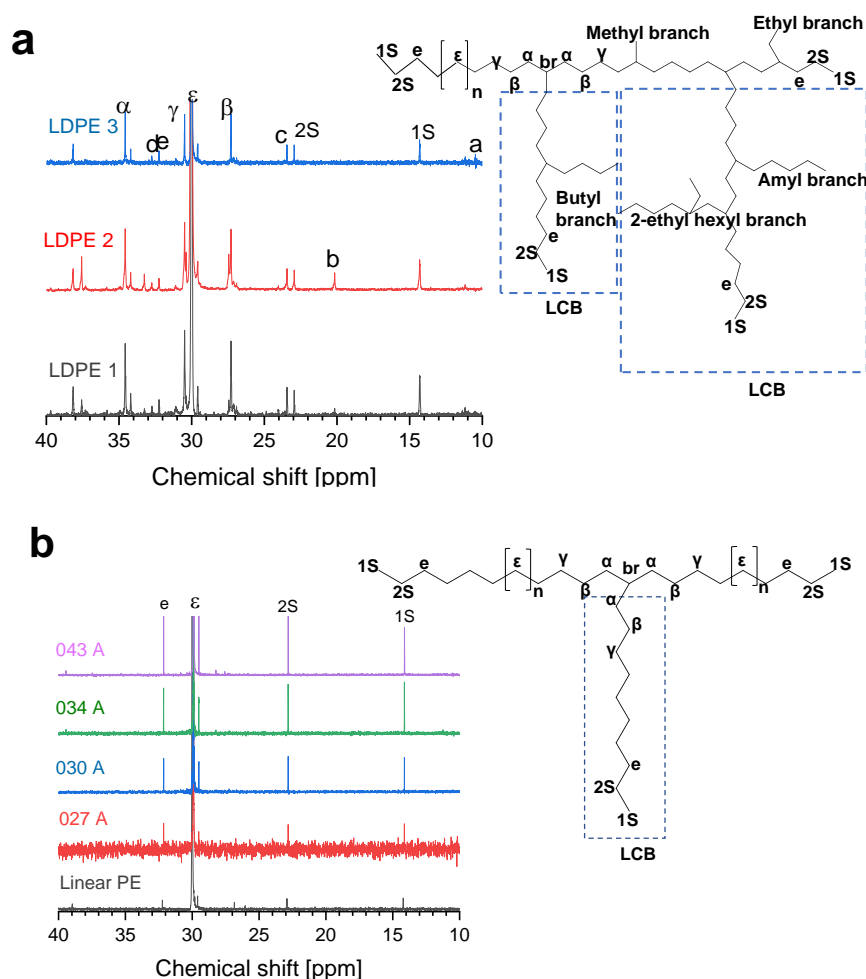 a
LDPE 3
LDPE 2
LDPE 1
α
d
e
γ
ε
β
c
2S
1S
a
b
40 35 30 25 20 15 10
Chemical shift [ppm]
1S
2S
e
ε
n
γ
β
α
br
α
β
γ
Methyl branch
Ethyl branch
2S
1S
e
Butyl
branch
e
2S
1S
LCB
Amyl branch
2-ethyl hexyl branch
e
2S
1S
LCB
b
043 A
034 A
030 A
027 A
Linear PE
e
ε
2S
1S
40 35 30 25 20 15 10
Chemical shift [ppm]
1S
2S
e
ε
n
γ
β
α
br
α
β
γ
ε
n
e
2S
1S
α
β
γ
e
2S
1S
LCB